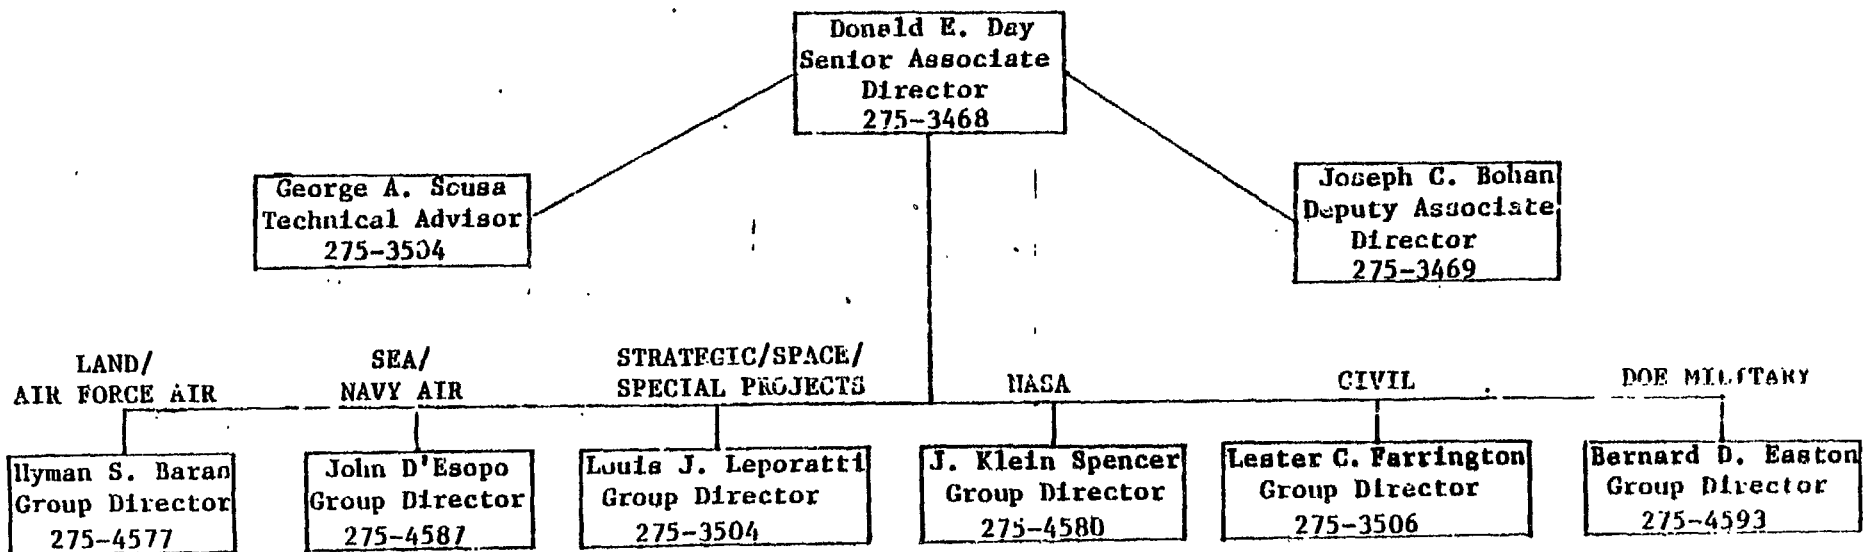 Donald E. Day
Senior Associate
Director
275-3468
George A. Sousa
Technical Advisor
275-3504
Joseph C. Bohan
Deputy Associate
Director
275-3469
LAND/
AIR FORCE AIR
SEA/
NAVY AIR
STRATEGIC/SPACE/
SPECIAL PROJECTS
NASA
CIVIL
DOE MILITARY
Hyman S. Baran
Group Director
275-4577
John D'Esopo
Group Director
275-4587
Louis J. Leporatti
Group Director
275-3504
J. Klein Spencer
Group Director
275-4580
Lester C. Farrington
Group Director
275-3506
Bernard D. Easton
Group Director
275-4593